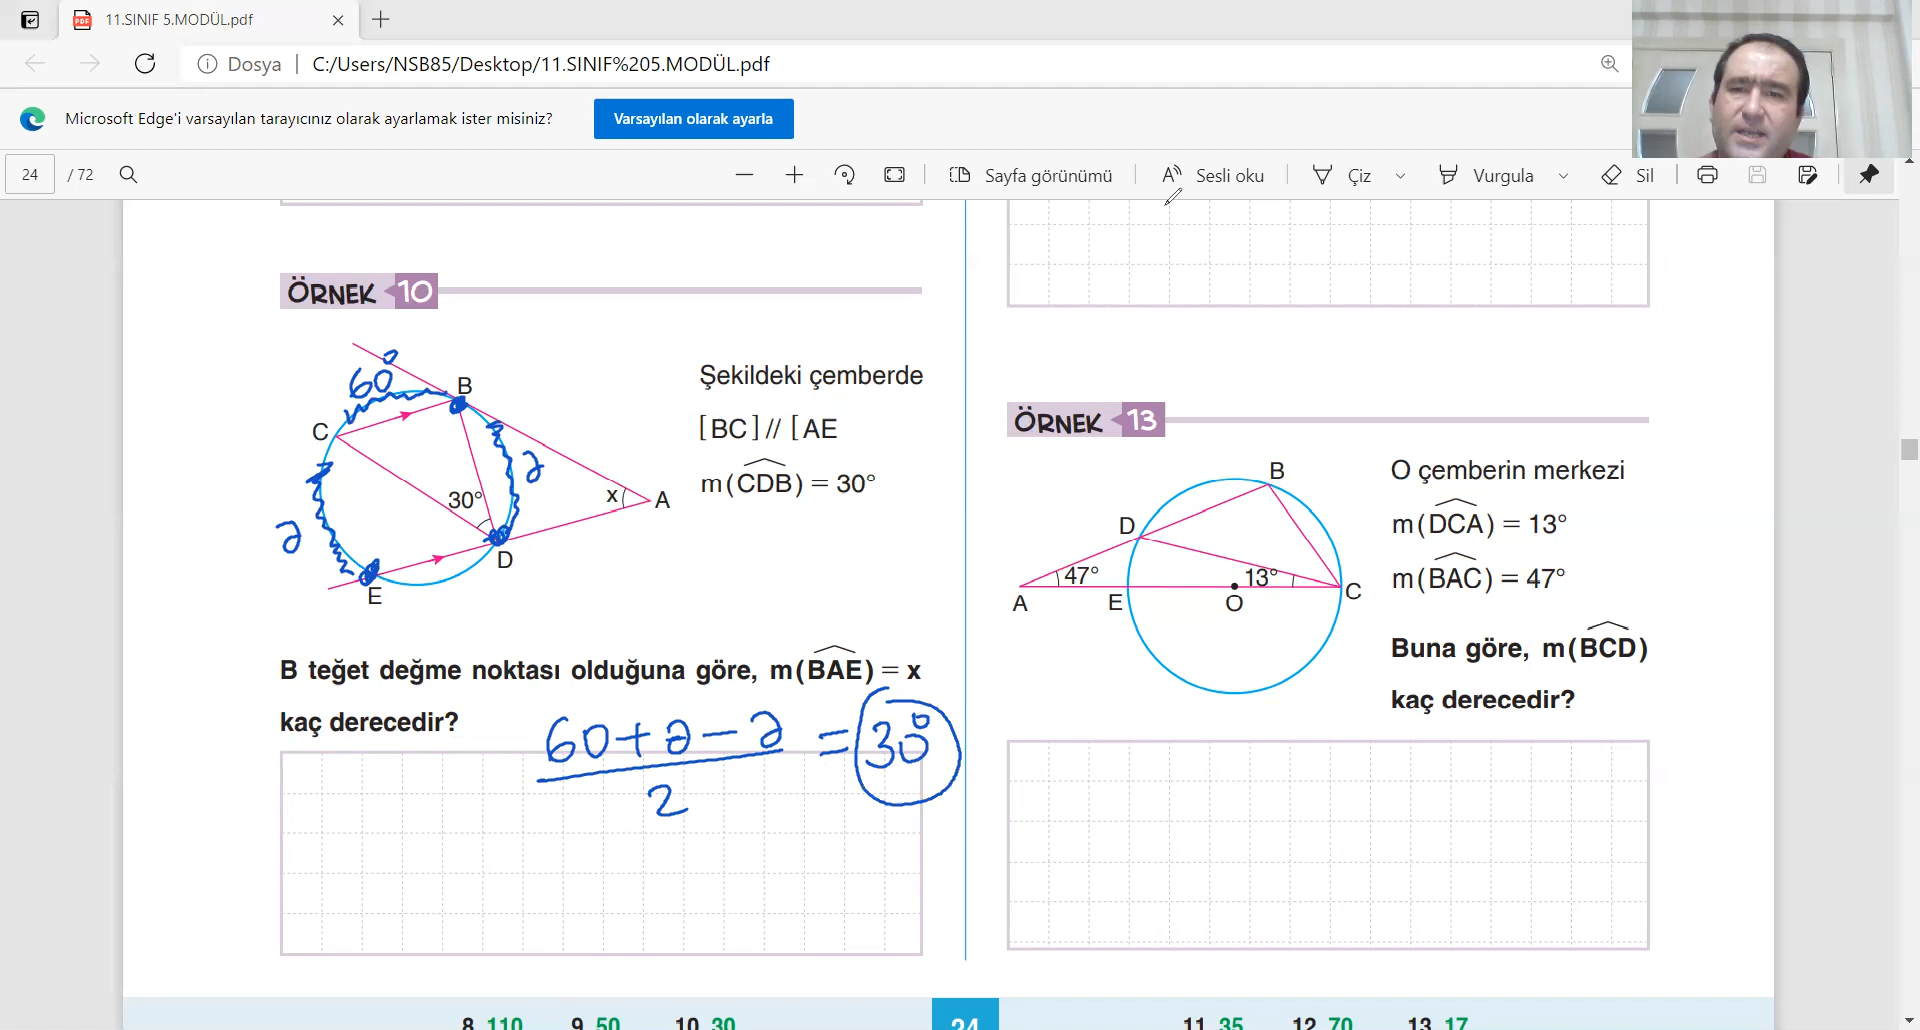 11.SINIF 5.MODÜL.pdf
Dosya
C:/Users/NSB85/Desktop/11.SINIF%205.MODÜL.pdf
Microsoft Edge'i varsayılan tarayıcınız olarak ayarlamak ister misiniz?
Varsayılan olarak ayarla
24 / 72
Sayfa görünümü
Sesli oku
Çiz
Vurgula
Sil
ÖRNEK 10
60°
B
C
a
30°
x
A
a
D
E
Şekildeki çemberde
[BC] // [AE
m(CDB) = 30°
B teğet değme noktası olduğuna göre, m(BAE) = x
kaç derecedir?
60 + a - a = 30°
2
ÖRNEK 13
B
D
47°
13°
A
E
O
C
O çemberin merkezi
m(DCA) = 13°
m(BAC) = 47°
Buna göre, m(BCD)
kaç derecedir?
8. 110 9. 50 10. 30
24
11. 35 12. 70 13. 17